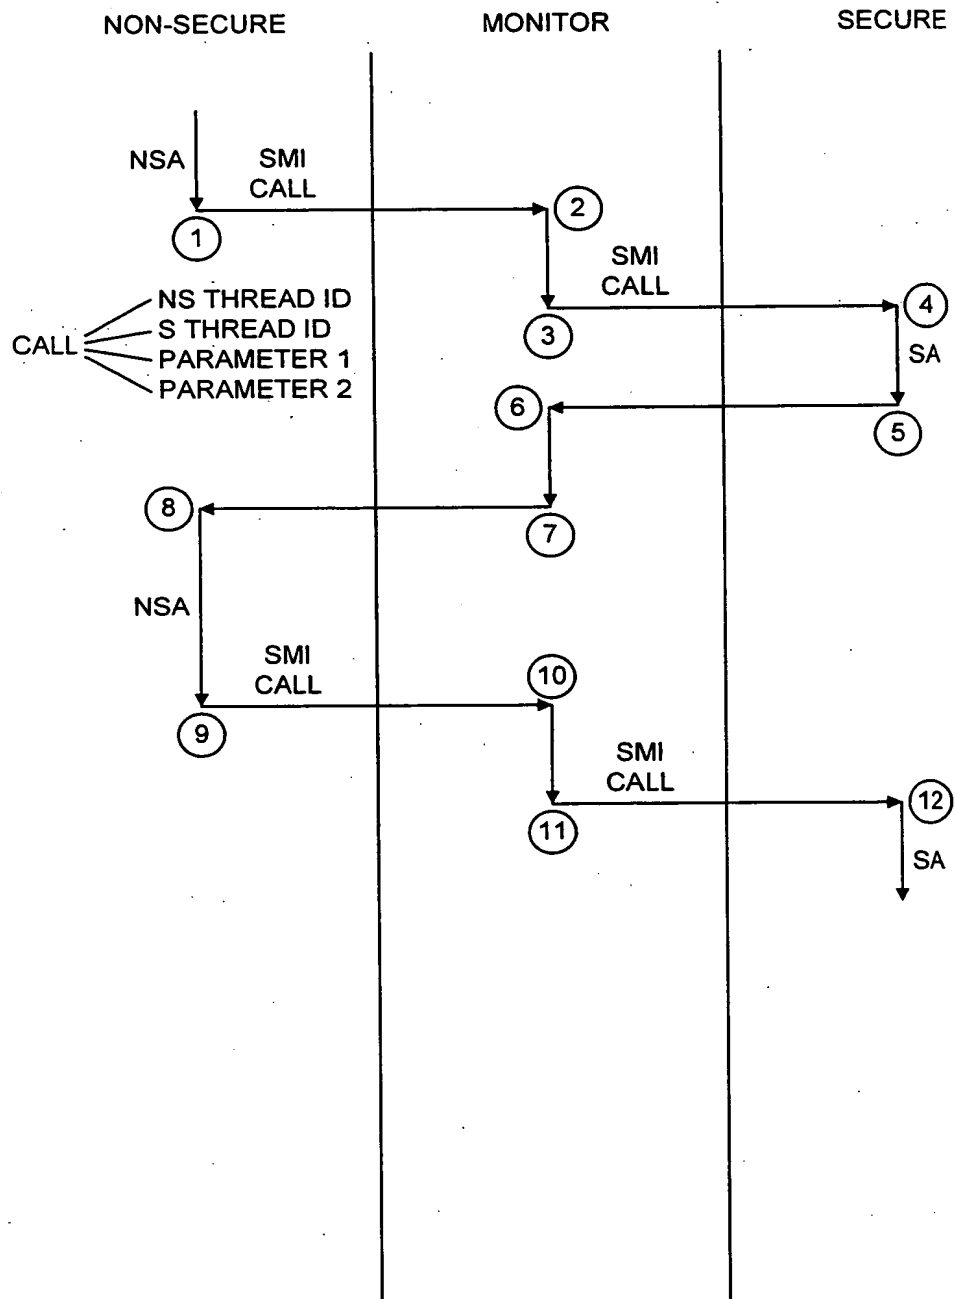 NON-SECURE
MONITOR
SECURE
NSA
SMI
CALL
1
2
SMI
CALL
3
4
SA
CALL
NS THREAD ID
S THREAD ID
PARAMETER 1
PARAMETER 2
6
5
8
7
NSA
SMI
CALL
10
9
SMI
CALL
12
11
SA